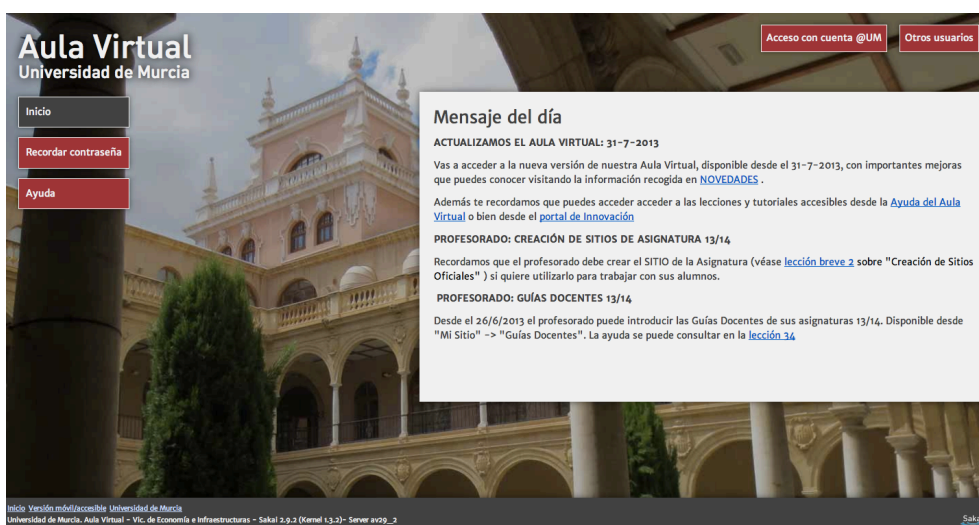 Aula Virtual
Universidad de Murcia
Acceso con cuenta @UM
Otros usuarios
Inicio
Recordar contraseña
Ayuda
Mensaje del día
ACTUALIZAMOS EL AULA VIRTUAL: 31-7-2013
Vas a acceder a la nueva versión de nuestra Aula Virtual, disponible desde el 31-7-2013, con importantes mejoras
que puedes conocer visitando la información recogida en NOVEDADES .
Además te recordamos que puedes acceder acceder a las lecciones y tutoriales accesibles desde la Ayuda del Aula
Virtual o bien desde el portal de Innovación
PROFESORADO: CREACIÓN DE SITIOS DE ASIGNATURA 13/14
Recordamos que el profesorado debe crear el SITIO de la Asignatura (véase lección breve 2 sobre "Creación de Sitios
Oficiales" ) si quiere utilizarlo para trabajar con sus alumnos.
PROFESORADO: GUÍAS DOCENTES 13/14
Desde el 26/6/2013 el profesorado puede introducir las Guías Docentes de sus asignaturas 13/14. Disponible desde
"Mi Sitio" -> "Guías Docentes". La ayuda se puede consultar en la lección 34
Inicio Versión móvil/accesible Universidad de Murcia
Universidad de Murcia. Aula Virtual - Vic. de Economía e Infraestructuras - Sakai 2.9.2 (Kernel 1.3.2)- Server av29_2